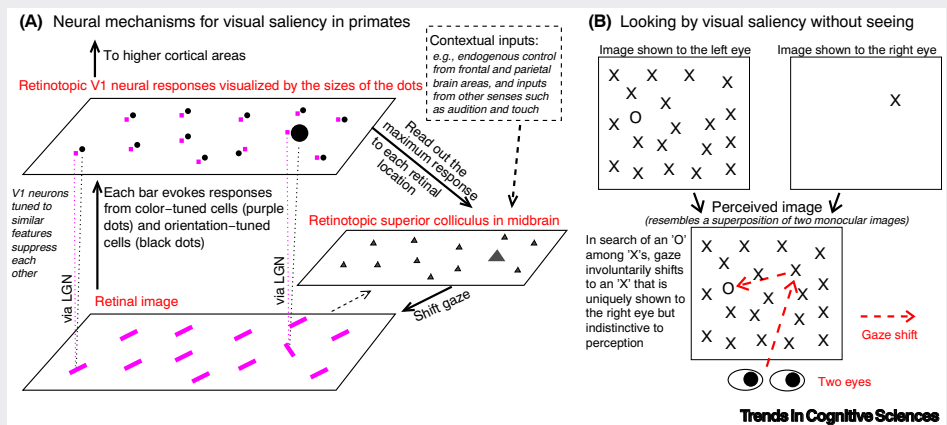 (A) Neural mechanisms for visual saliency in primates
To higher cortical areas
Retinotopic V1 neural responses visualized by the sizes of the dots
Contextual inputs:
e.g., endogenous control
from frontal and parietal
brain areas, and inputs
from other senses such
as audition and touch
Read out the
maximum response
to each retinal
location
V1 neurons
tuned to
similar
features
suppress
each
other
Each bar evokes responses
from color-tuned cells (purple
dots) and orientation-tuned
cells (black dots)
Retinotopic superior colliculus in midbrain
via LGN
via LGN
Retinal image
Shift gaze
(B) Looking by visual saliency without seeing
Image shown to the left eye
Image shown to the right eye
X X X X
X X
O X X
X X X
X X X X
X
Perceived image
(resembles a superposition of two monocular images)
In search of an 'O'
among 'X's, gaze
involuntarily shifts
to an 'X' that is
uniquely shown to
the right eye but
indistinctive to
perception
X X X X
X X
X O X X
X X X
X X X X
Gaze shift
Two eyes
Trends in Cognitive Sciences